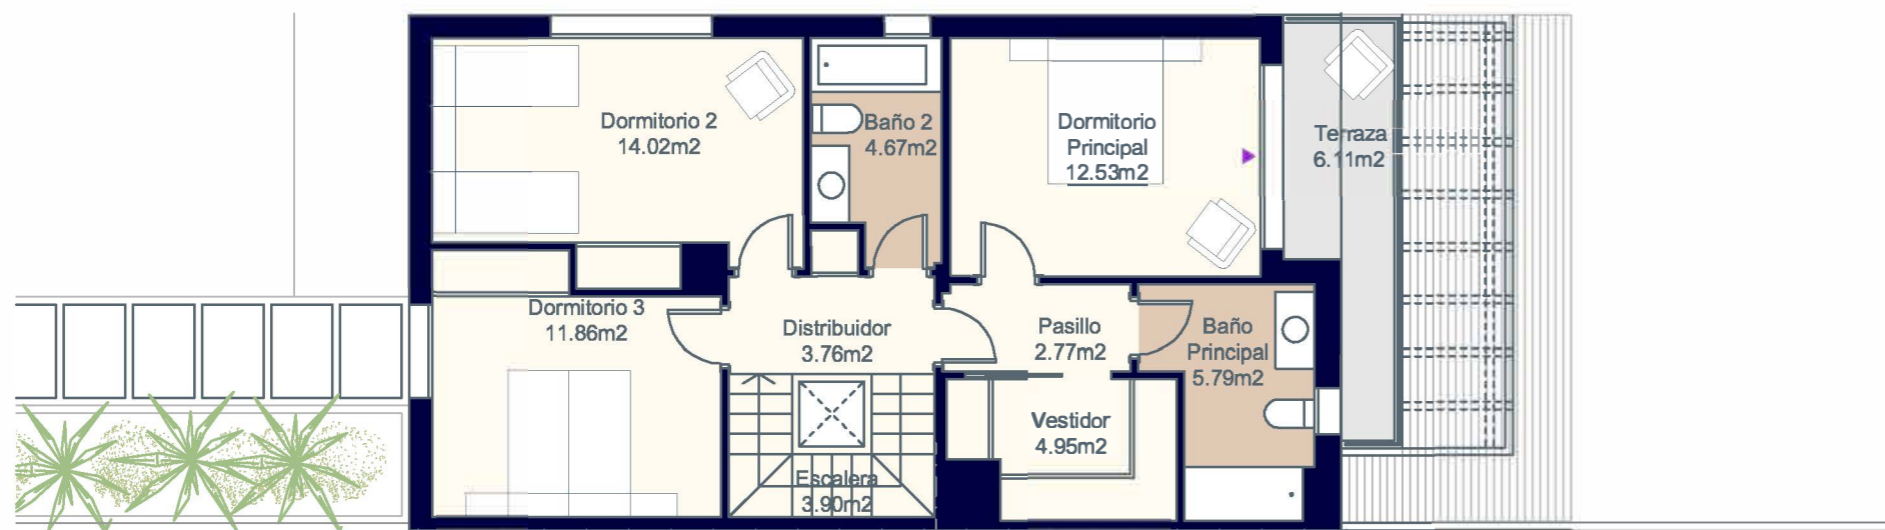 Dormitorio 2
14.02m2
Baño 2
4.67m2
Dormitorio
Principal
12.53m2
Terraza
6.11m2
Dormitorio 3
11.86m2
Distribuidor
3.76m2
Pasillo
2.77m2
Baño
Principal
5.79m2
Vestidor
4.95m2
Escalera
3.90m2